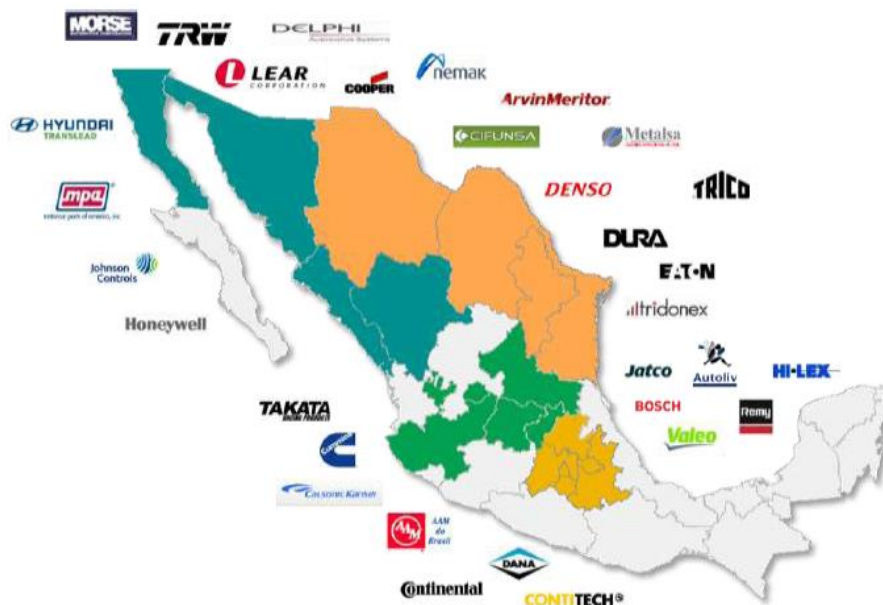 MORSE
TRW
DELPHI
Automotive Systems
LEAR
CORPORATION
COOPER
nemak
ArvinMeritor
HYUNDAI
TRANSLEAD
CIFUNSA
Metalsa
mpa
DENSO
TRICO
DURA
Johnson
Controls
EATON
Honeywell
tridonex
Jatco
Autoliv
HI-LEX
TAKATA
BOSCH
Remy
Valeo
Cummins
Calsonic Kansei
AAM
AAM
do
Brasil
DANA
Continental
CONTITECH